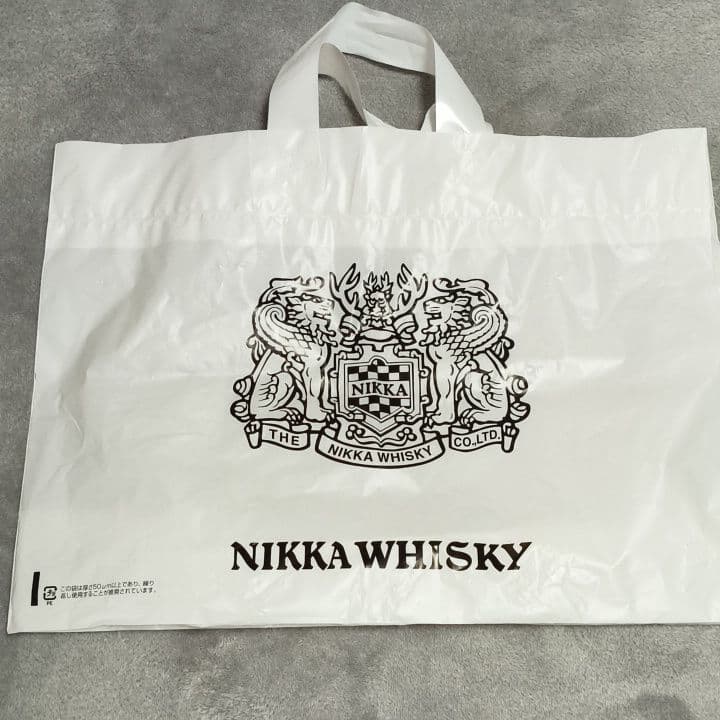 NIKKA
THE NIKKA WHISKY CO.,LTD.
NIKKA WHISKY
この袋は厚さ50μm以上であり、繰り
返し使用することが推奨されています。
PE